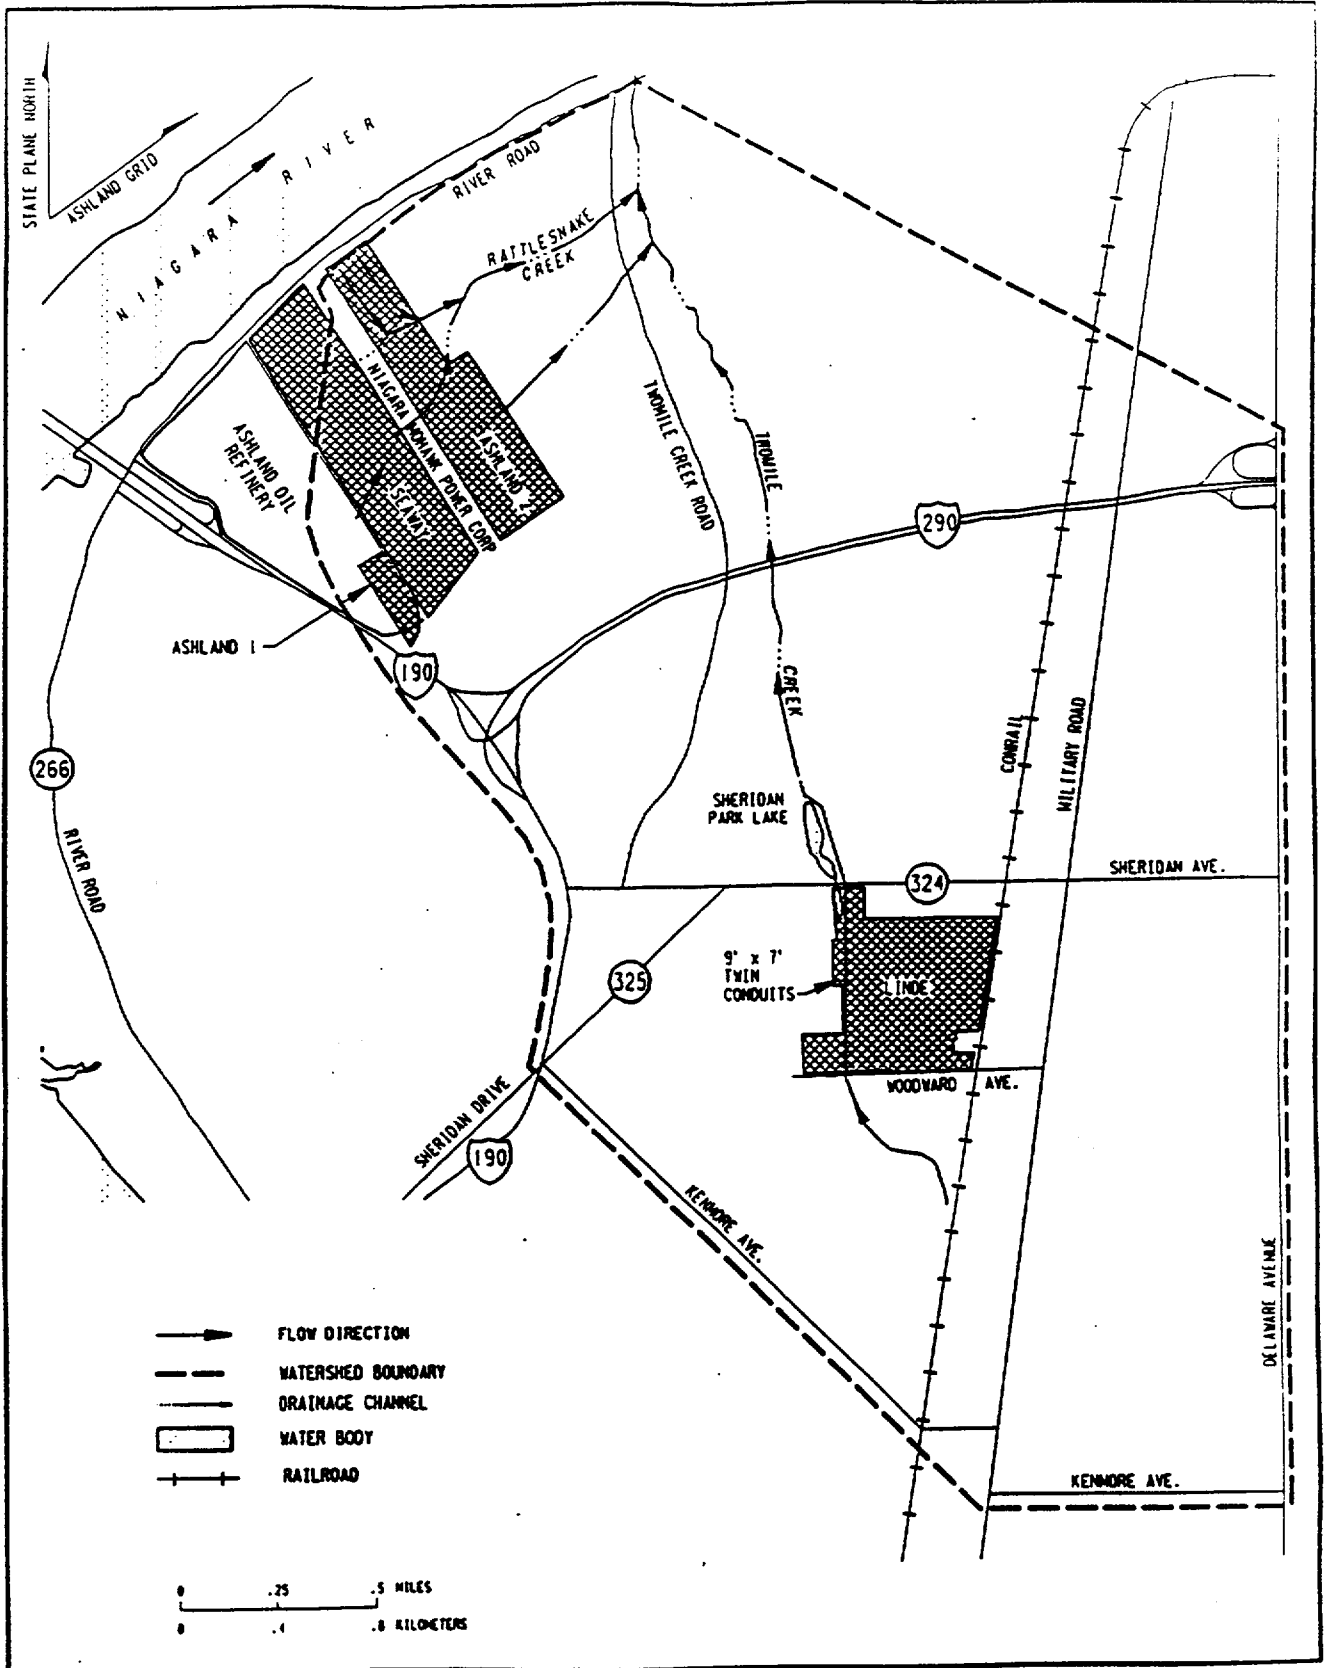 STATE PLANE NORTH
ASHLAND GRID
NIAGARA RIVER
RIVER ROAD
RATTLESNAKE
CREEK
NIAGARA MOHAWK POWER CORP
ASHLAND 2
SEAWAY
ASHLAND OIL
REFINERY
TWOMILE CREEK ROAD
TWOMILE
CREEK
290
ASHLAND 1
190
266
RIVER ROAD
CONRAIL
MILITARY ROAD
SHERIDAN
PARK LAKE
324
SHERIDAN AVE.
325
9' x 7'
TWIN
CONDUITS
LINDE
WOODWARD AVE.
SHERIDAN DRIVE
190
KENMORE AVE.
DELAWARE AVENUE
KENMORE AVE.
FLOW DIRECTION
WATERSHED BOUNDARY
DRAINAGE CHANNEL
WATER BODY
RAILROAD
0 .25 .5 MILES
0 .4 .8 KILOMETERS